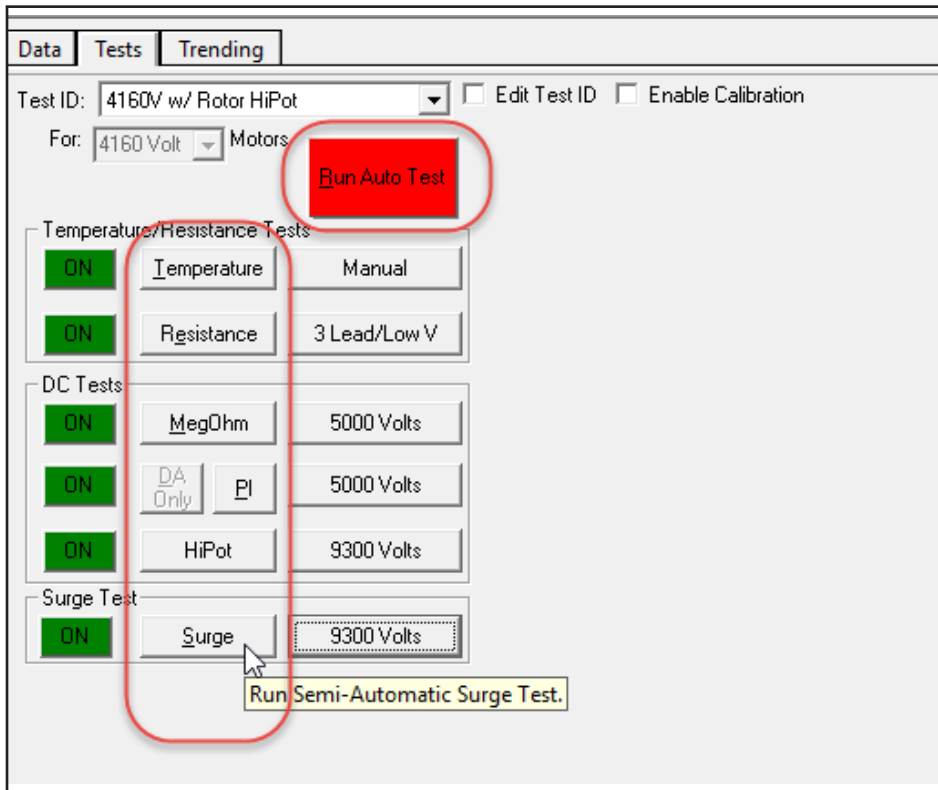 Data Tests Trending
Test ID: 4160V w/ Rotor HiPot Edit Test ID Enable Calibration
For: 4160 Volt Motors
Run Auto Test
Temperature/Resistance Tests
ON Temperature Manual
ON Resistance 3 Lead/Low V
DC Tests
ON MegOhm 5000 Volts
ON DA Only PI 5000 Volts
ON HiPot 9300 Volts
Surge Test
ON Surge 9300 Volts
Run Semi-Automatic Surge Test.